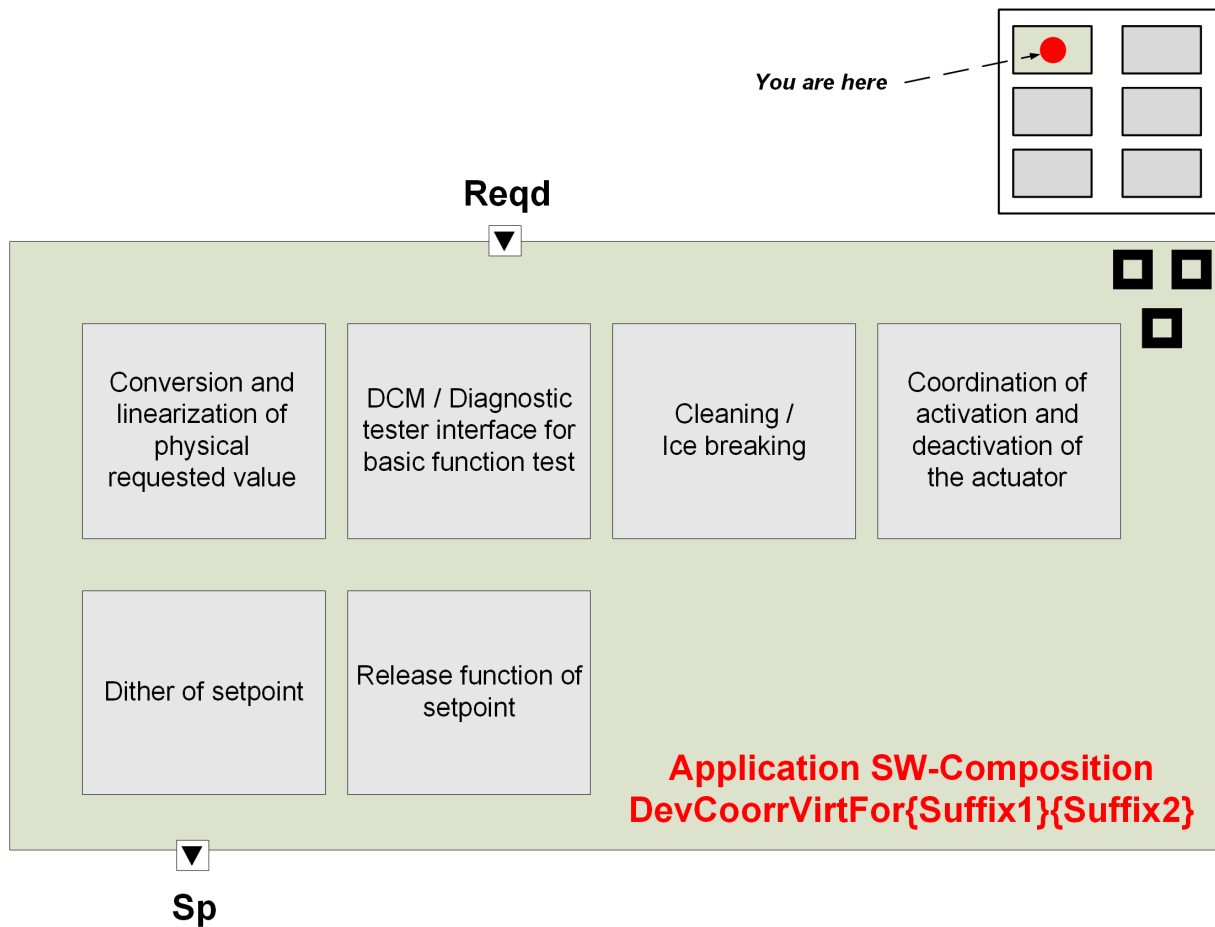 You are here
Reqd
Conversion and
linearization of
physical
requested value
DCM / Diagnostic
tester interface for
basic function test
Cleaning /
Ice breaking
Coordination of
activation and
deactivation of
the actuator
Dither of setpoint
Release function of
setpoint
Application SW-Composition
DevCoorrVirtFor{Suffix1}{Suffix2}
Sp